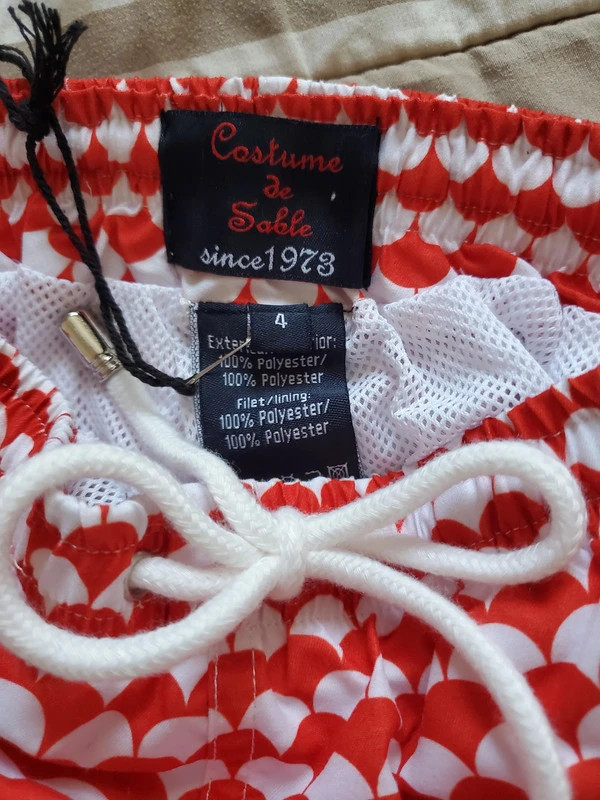 Costume
de
Sable
since1973
4
100% Polyester/
100% Polyester
Filet/lining:
100% Polyester/
100% Polyester